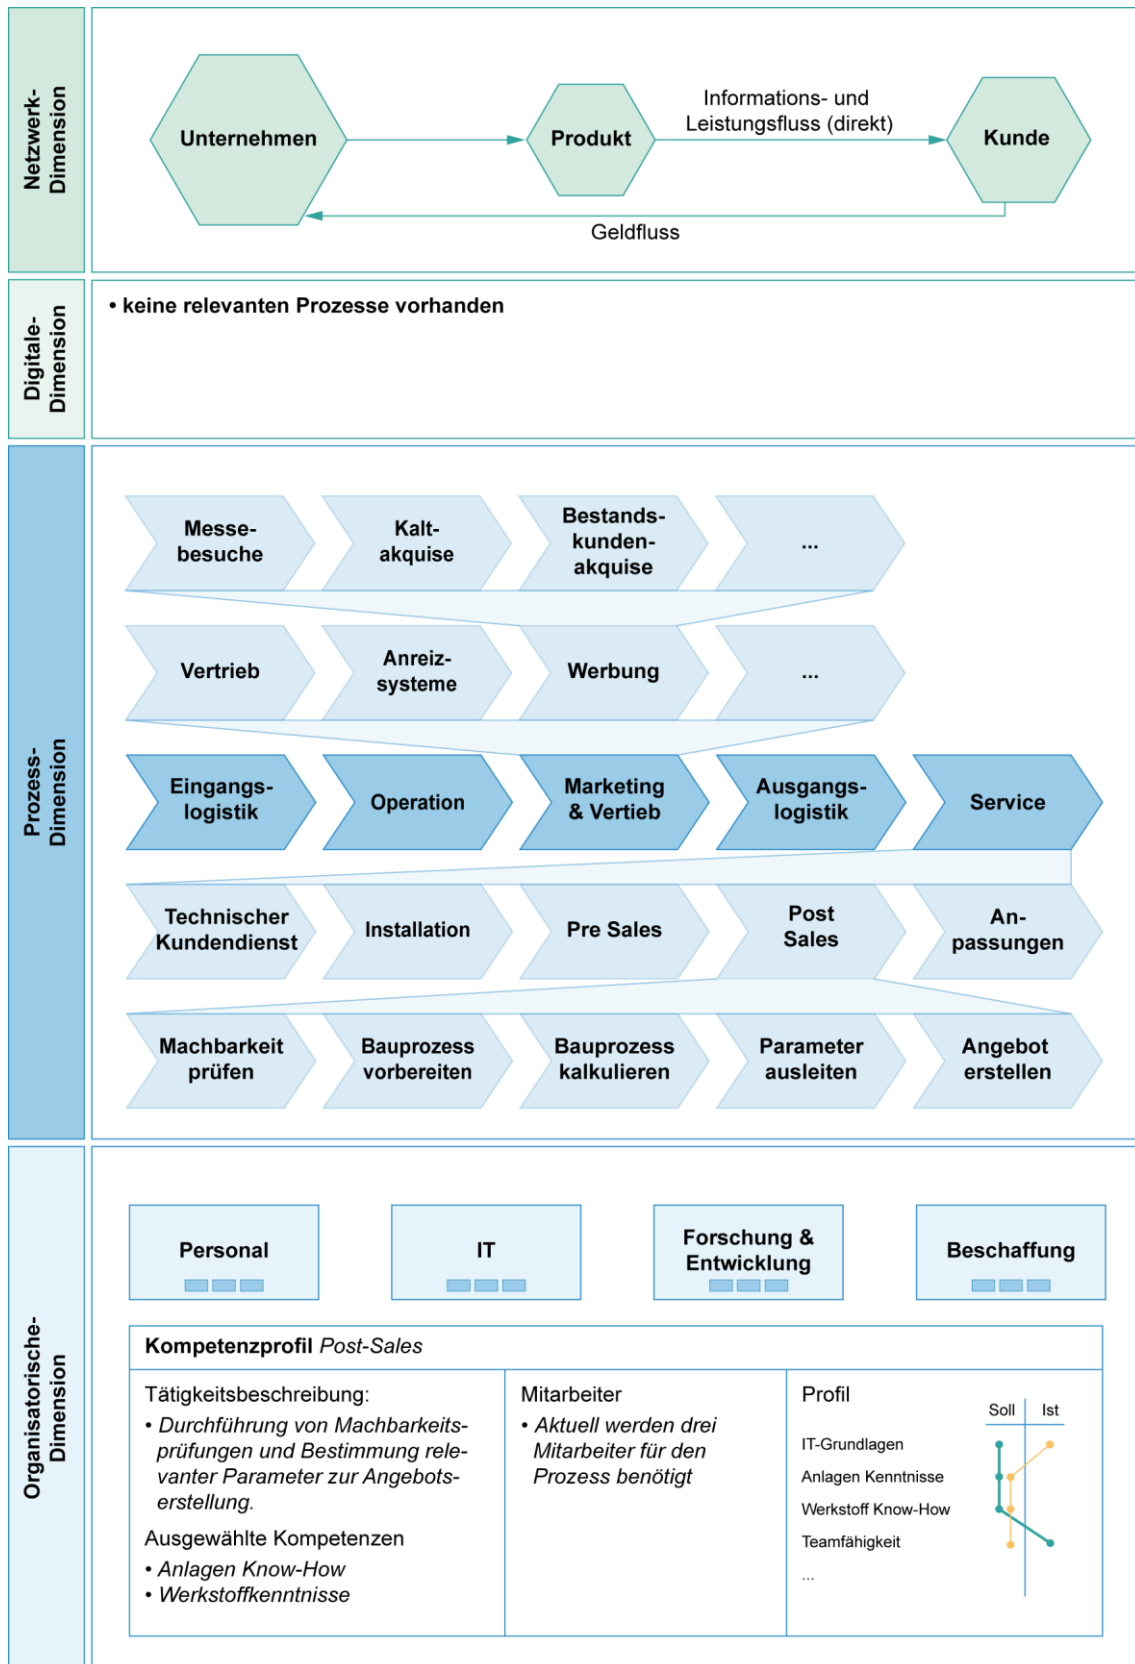 Netzwerk-
Dimension
Unternehmen
Produkt
Informations- und
Leistungsfluss (direkt)
Kunde
Geldfluss
Digitale-
Dimension
• keine relevanten Prozesse vorhanden
Prozess-
Dimension
Messe-
besuche
Kalt-
akquise
Bestands-
kunden-
akquise
...
Vertrieb
Anreiz-
systeme
Werbung
...
Eingangs-
logistik
Operation
Marketing
& Vertieb
Ausgangs-
logistik
Service
Technischer
Kundendienst
Installation
Pre Sales
Post
Sales
An-
passungen
Machbarkeit
prüfen
Bauprozess
vorbereiten
Bauprozess
kalkulieren
Parameter
ausleiten
Angebot
erstellen
Organisatorische-
Dimension
Personal
IT
Forschung &
Entwicklung
Beschaffung
Kompetenzprofil Post-Sales
Tätigkeitsbeschreibung:
• Durchführung von Machbarkeits-
prüfungen und Bestimmung rele-
vanter Parameter zur Angebots-
erstellung.
Ausgewählte Kompetenzen
• Anlagen Know-How
• Werkstoffkenntnisse
Mitarbeiter
• Aktuell werden drei
Mitarbeiter für den
Prozess benötigt
Profil
Soll Ist
IT-Grundlagen
Anlagen Kenntnisse
Werkstoff Know-How
Teamfähigkeit
...